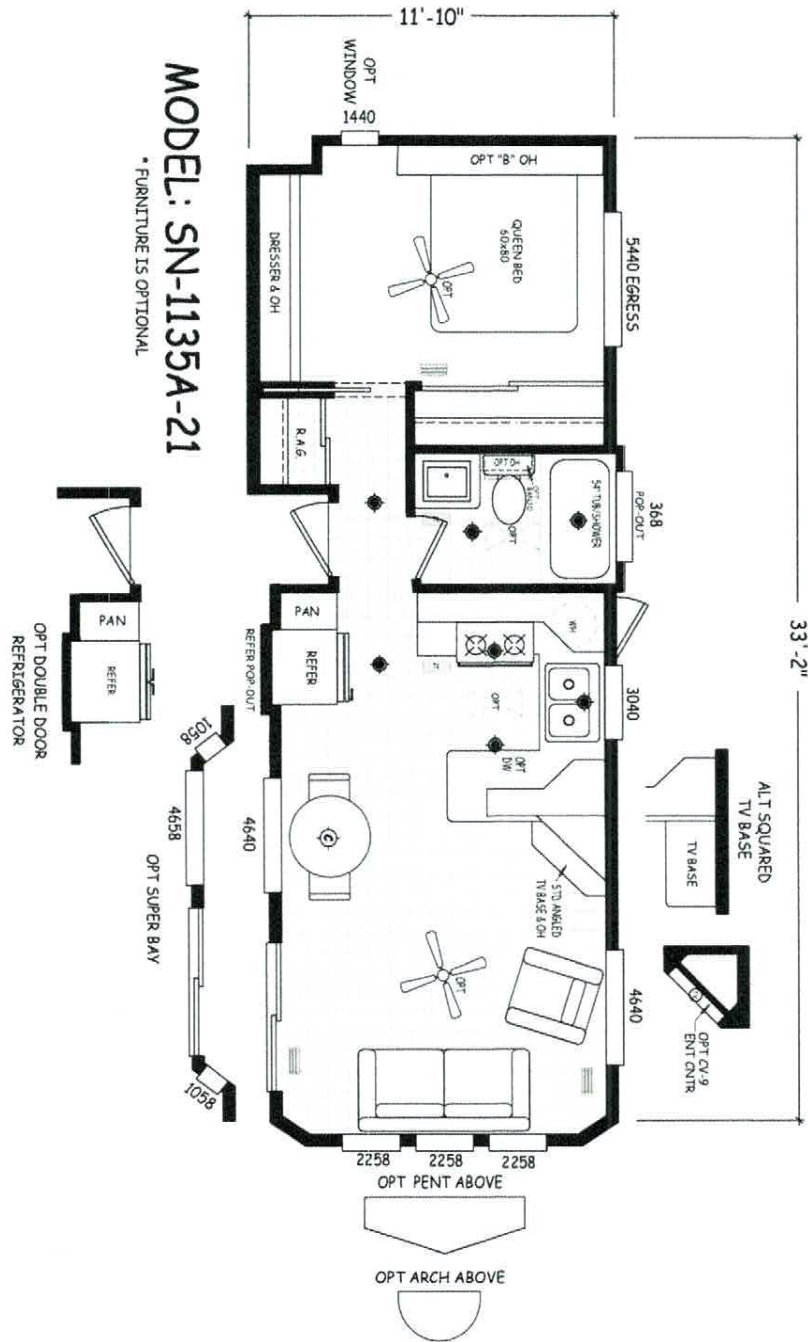 11'-10"
33'-2"
OPT
WINDOW
1440
MODEL: SN-1135A-21
* FURNITURE IS OPTIONAL
OPT "B" OH
QUEEN BED
60x80
OPT
DRESSER & OH
5440 EGRESS
R.A.G.
OPT OH
OPT
54" TUB/SHOWER
368
POP-OUT
PAN
REFER
REFER POP-OUT
WH
OPT
OPT
DW
3040
C
4640
STD ANGLED
TV BASE & OH
4640
OPT
2258
2258
2258
OPT PENT ABOVE
OPT ARCH ABOVE
ALT SQUARED
TV BASE
TV BASE
OPT CV-9
ENT CNTR
PAN
REFER
OPT DOUBLE DOOR
REFRIGERATOR
1058
4658
1058
OPT SUPER BAY